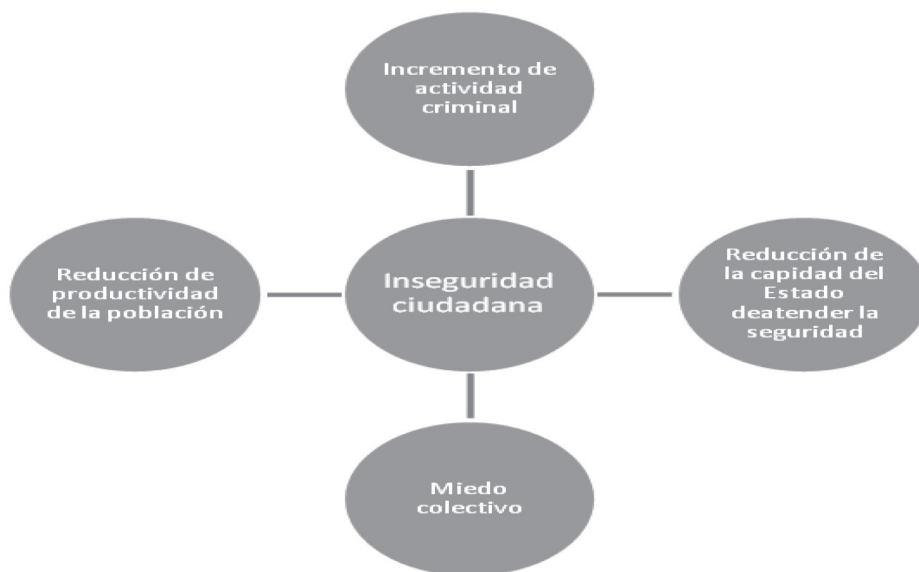 Incremento de
actividad
criminal
Reducción de
productividad
de la población
Inseguridad
ciudadana
Reducción de
la capidad del
Estado
deatender la
seguridad
Miedo
colectivo